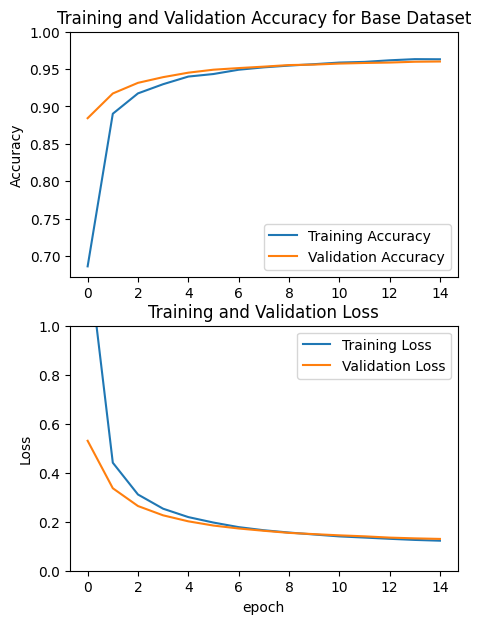 Training and Validation Accuracy for Base Dataset
1.00
0.95
0.90
0.85
0.80
0.75
0.70
Accuracy
Training Accuracy
Validation Accuracy
0 2 4 6 8 10 12 14
Training and Validation Loss
1.0
0.8
0.6
0.4
0.2
0.0
Loss
Training Loss
Validation Loss
0 2 4 6 8 10 12 14
epoch